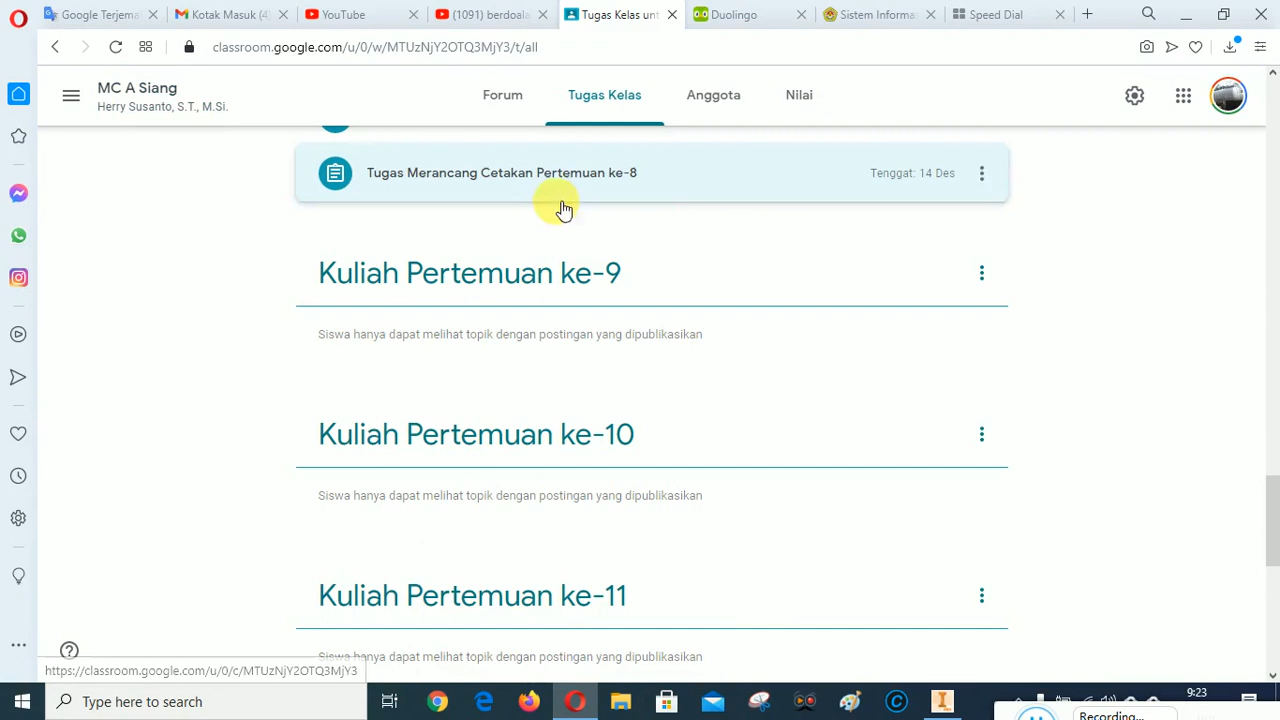 Google Terjema
Kotak Masuk (4)
YouTube
(1091) berdoal
Tugas Kelas unt
Duolingo
Sistem Informas
Speed Dial
classroom.google.com/u/0/w/MTUzNjY2OTQ3MjY3/t/all
MC A Siang
Herry Susanto, S.T., M.Si.
Forum
Tugas Kelas
Anggota
Nilai
Tugas Merancang Cetakan Pertemuan ke-8
Tenggat: 14 Des
Kuliah Pertemuan ke-9
Siswa hanya dapat melihat topik dengan postingan yang dipublikasikan
Kuliah Pertemuan ke-10
Siswa hanya dapat melihat topik dengan postingan yang dipublikasikan
Kuliah Pertemuan ke-11
Siswa hanya dapat melihat topik dengan postingan yang dipublikasikan
https://classroom.google.com/u/0/c/MTUzNjY2OTQ3MjY3
Type here to search
9:23
Recording...